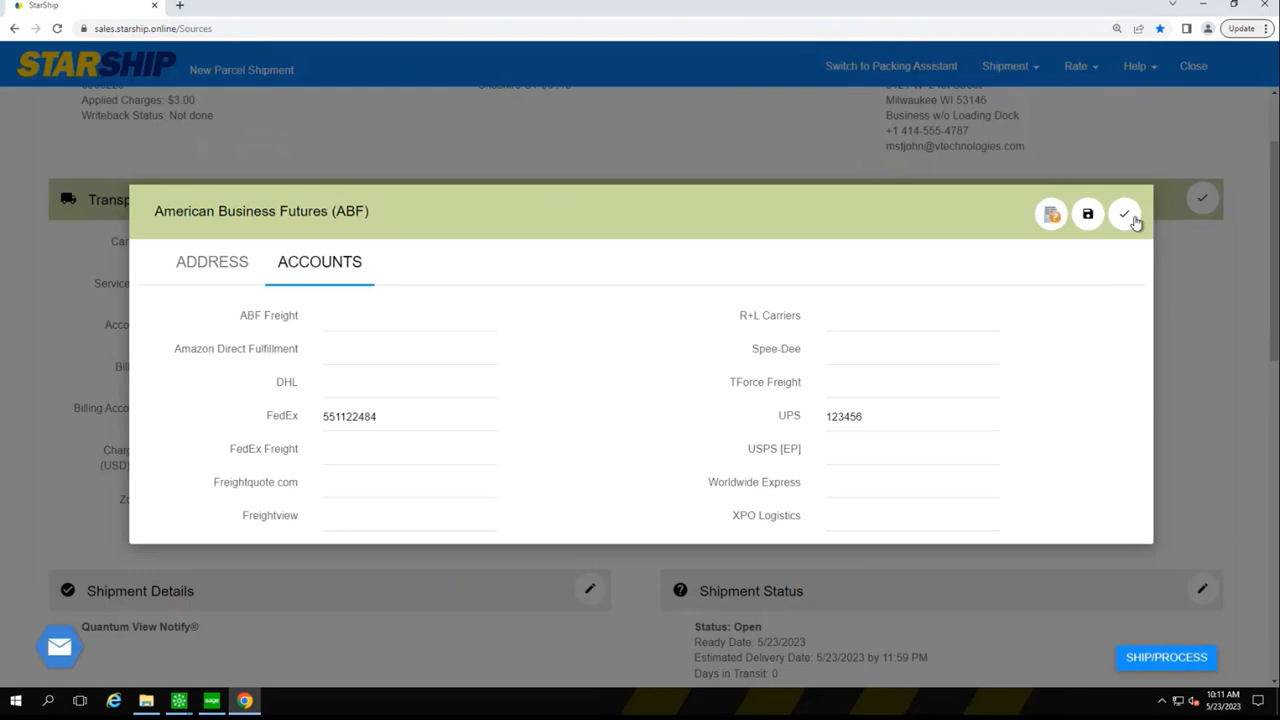 StarShip
sales.starship.online/Sources
Update
STARSHIP New Parcel Shipment
Switch to Packing Assistant Shipment Rate Help Close
Applied Charges: $3.00
Writeback Status: Not done
Milwaukee WI 53146
Business w/o Loading Dock
+1 414-555-4787
mstjohn@vtechnologies.com
Transp
Car
Service
Acco
Bill
Billing Acco
Charg
(USD)
Zo
American Business Futures (ABF)
ADDRESS ACCOUNTS
ABF Freight
Amazon Direct Fulfillment
DHL
FedEx 551122484
FedEx Freight
Freightquote.com
Freightview
R+L Carriers
Spee-Dee
TForce Freight
UPS 123456
USPS [EP]
Worldwide Express
XPO Logistics
Shipment Details
Quantum View Notify®
Shipment Status
Status: Open
Ready Date: 5/23/2023
Estimated Delivery Date: 5/23/2023 by 11:59 PM
Days in Transit: 0
SHIP/PROCESS
sage
10:11 AM
5/23/2023